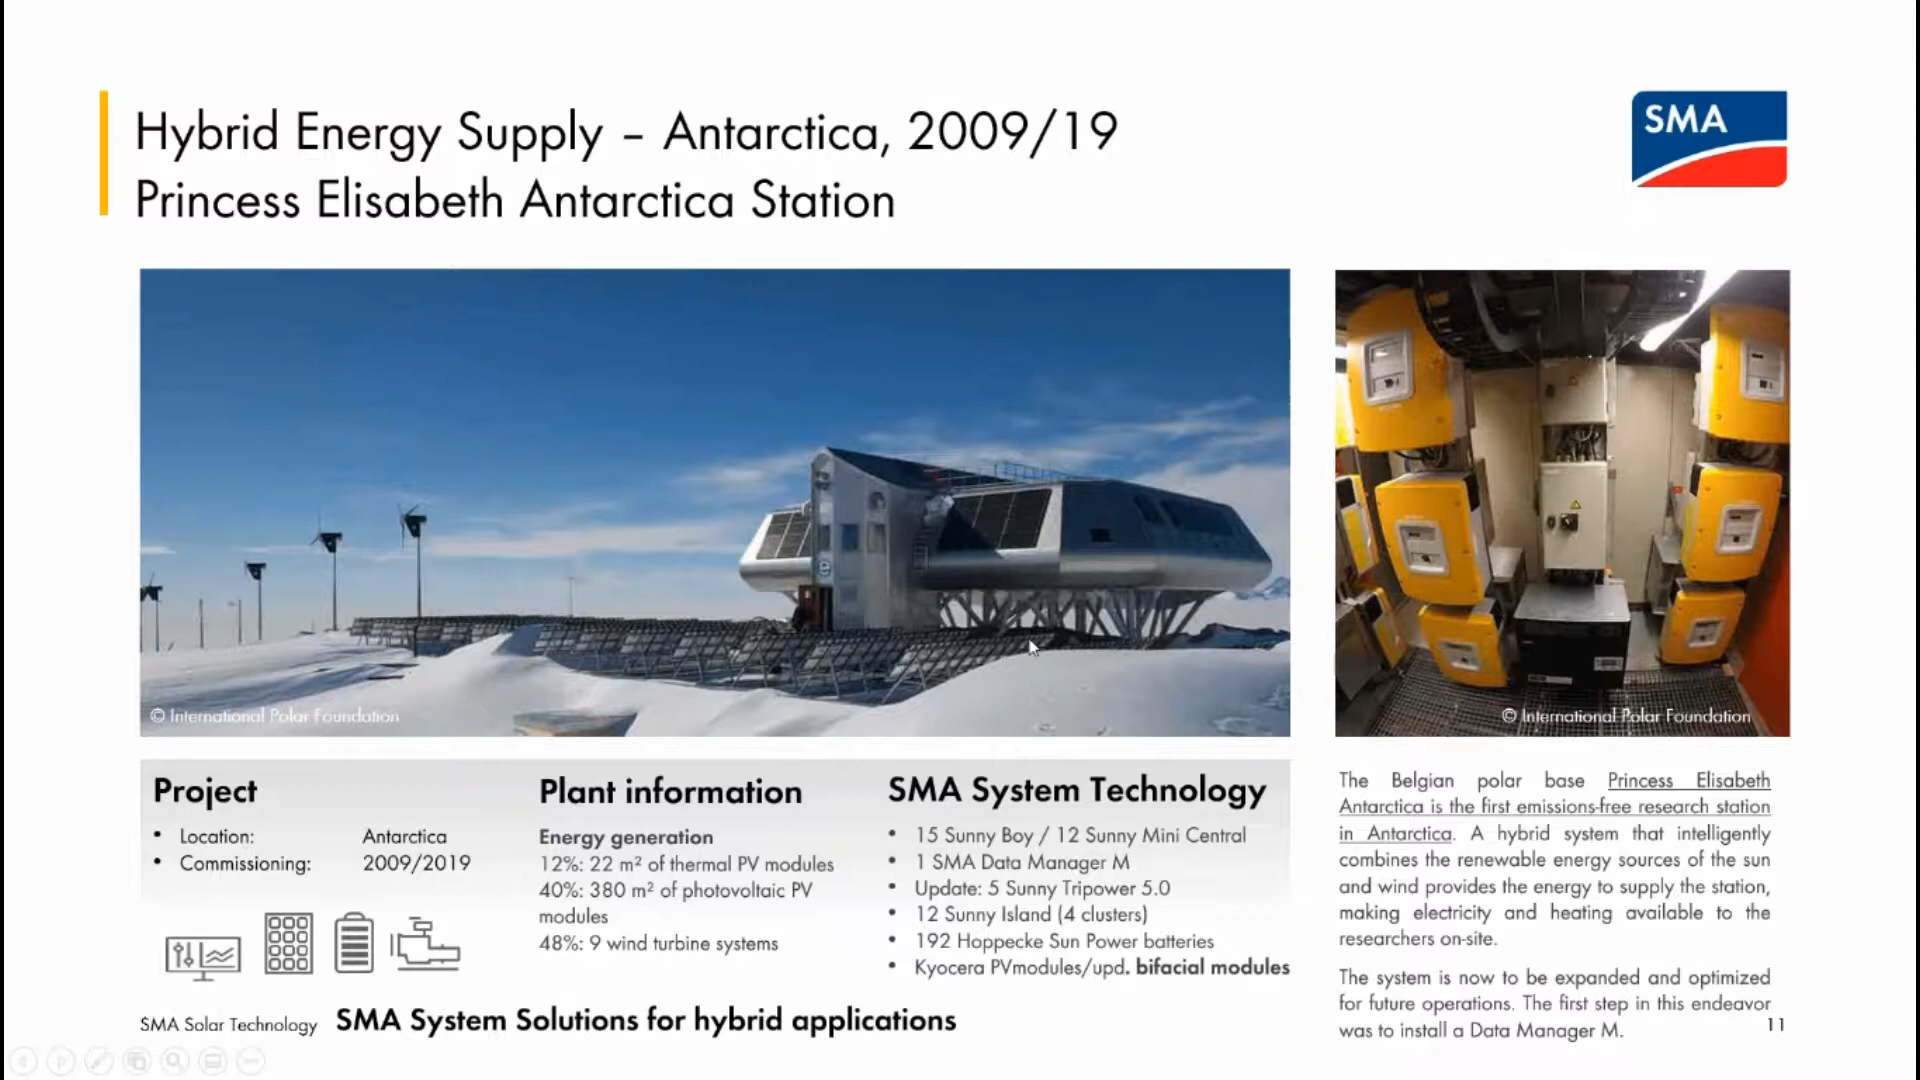 Hybrid Energy Supply – Antarctica, 2009/19
Princess Elisabeth Antarctica Station
SMA
© International Polar Foundation
© International Polar Foundation
Project
• Location: Antarctica
• Commissioning: 2009/2019
Plant information
Energy generation
12%: 22 m² of thermal PV modules
40%: 380 m² of photovoltaic PV
modules
48%: 9 wind turbine systems
SMA System Technology
• 15 Sunny Boy / 12 Sunny Mini Central
• 1 SMA Data Manager M
• Update: 5 Sunny Tripower 5.0
• 12 Sunny Island (4 clusters)
• 192 Hoppecke Sun Power batteries
• Kyocera PVmodules/upd. bifacial modules
The Belgian polar base Princess Elisabeth
Antarctica is the first emissions-free research station
in Antarctica. A hybrid system that intelligently
combines the renewable energy sources of the sun
and wind provides the energy to supply the station,
making electricity and heating available to the
researchers on-site.
The system is now to be expanded and optimized
for future operations. The first step in this endeavor
was to install a Data Manager M.
SMA Solar Technology
SMA System Solutions for hybrid applications
11